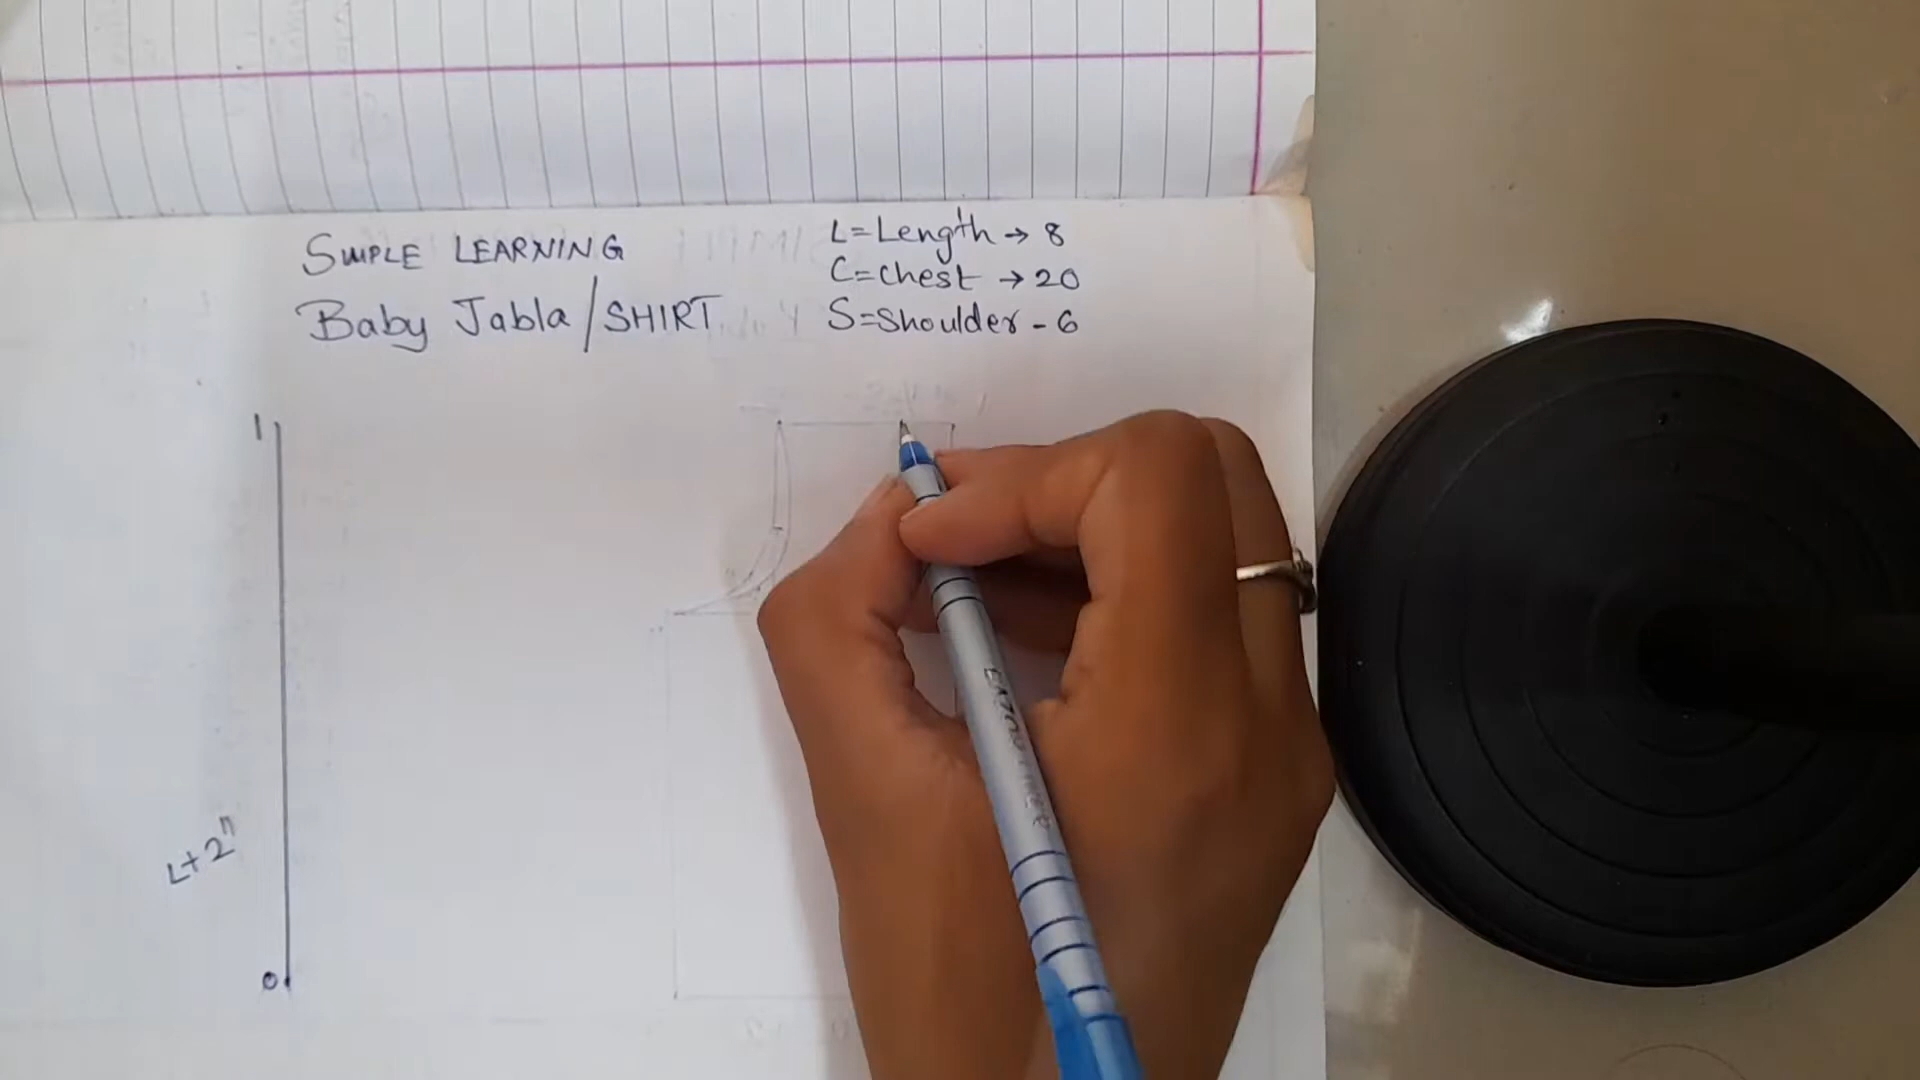 SIMPLE LEARNING
Baby Jabla/SHIRT
L=Length → 8
C=chest → 20
S=Shoulder - 6
1
L+2"
0